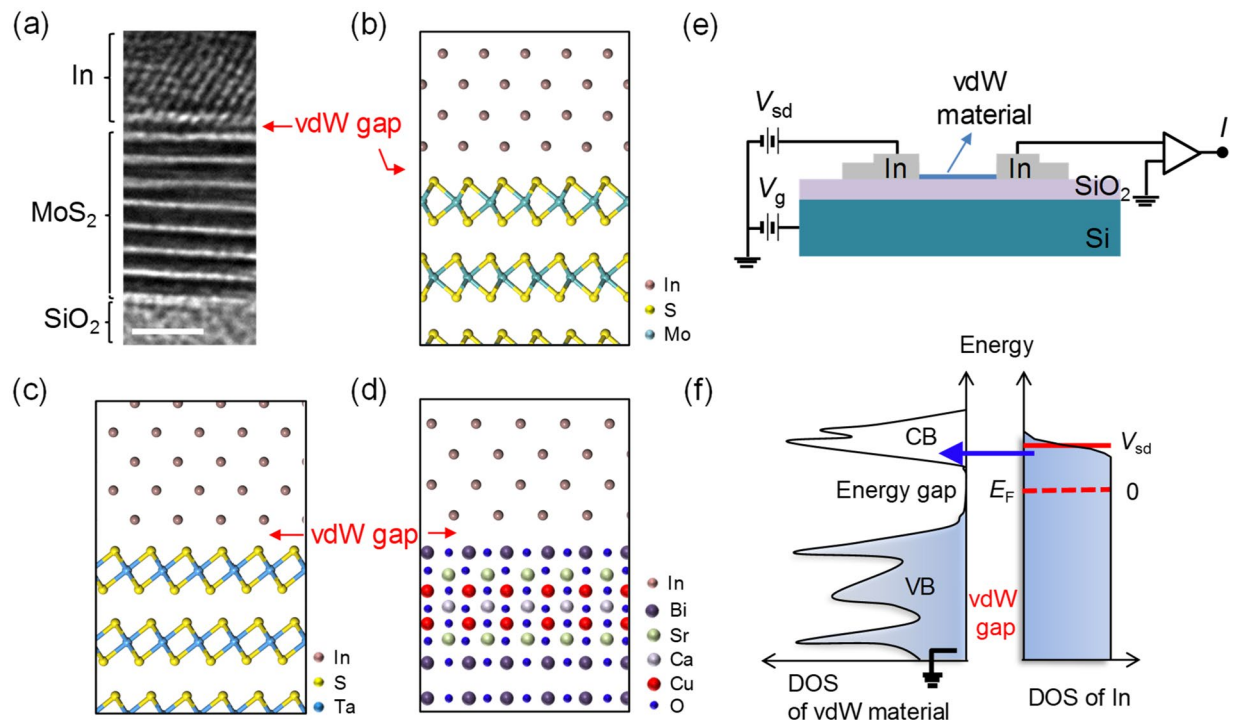 (a)
In
MoS2
SiO2
vdW gap
(b)
In
S
Mo
(e)
Vsd
Vg
vdW
material
In
In
SiO2
Si
I
(c)
vdW gap
In
S
Ta
(d)
In
Bi
Sr
Ca
Cu
O
(f)
Energy
CB
Energy gap
VB
EF
Vsd
0
vdW
gap
DOS
of vdW material
DOS of In